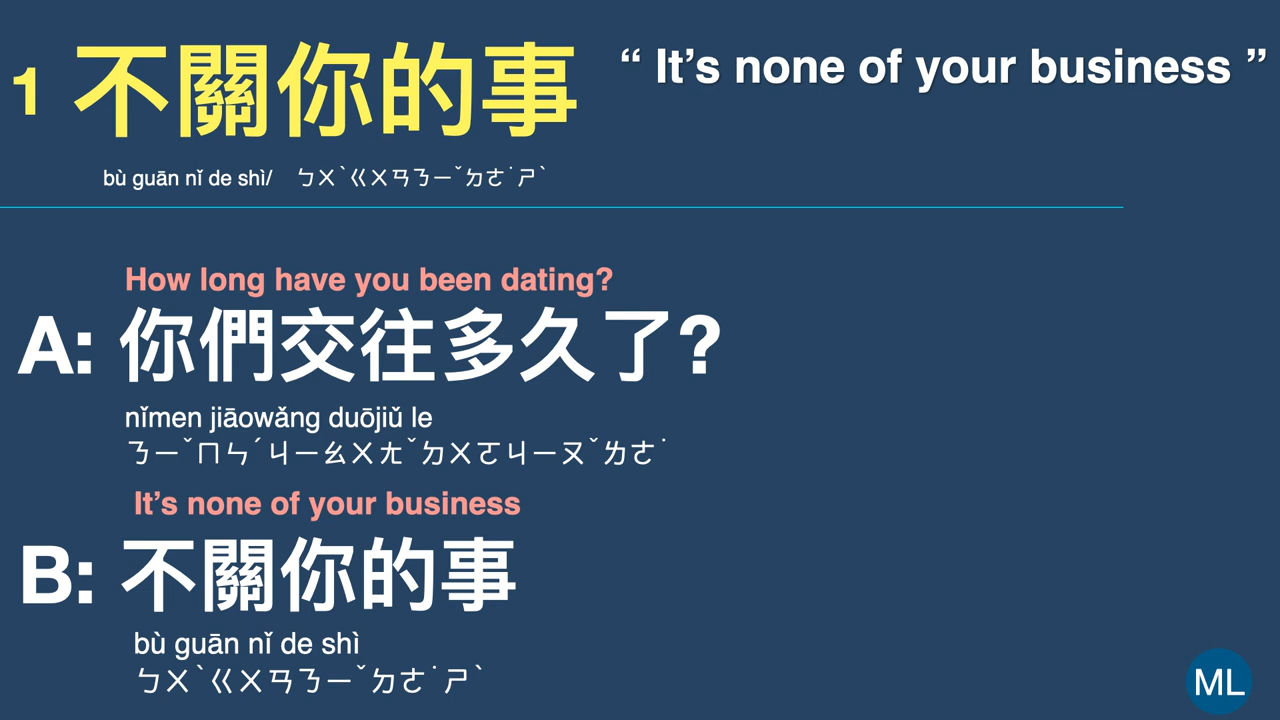 1 不關你的事 “ It’s none of your business ”
bù guān nǐ de shì/ ㄅㄨˋㄍㄨㄢㄋㄧˇㄉㄜ˙ㄕˋ
How long have you been dating?
A: 你們交往多久了?
nǐmen jiāowǎng duōjiǔ le
ㄋㄧˇㄇㄣˊㄐㄧㄠㄨㄤˇㄉㄨㄛㄐㄧㄡˇㄌㄜ˙
It’s none of your business
B: 不關你的事
bù guān nǐ de shì
ㄅㄨˋㄍㄨㄢㄋㄧˇㄉㄜ˙ㄕˋ
ML